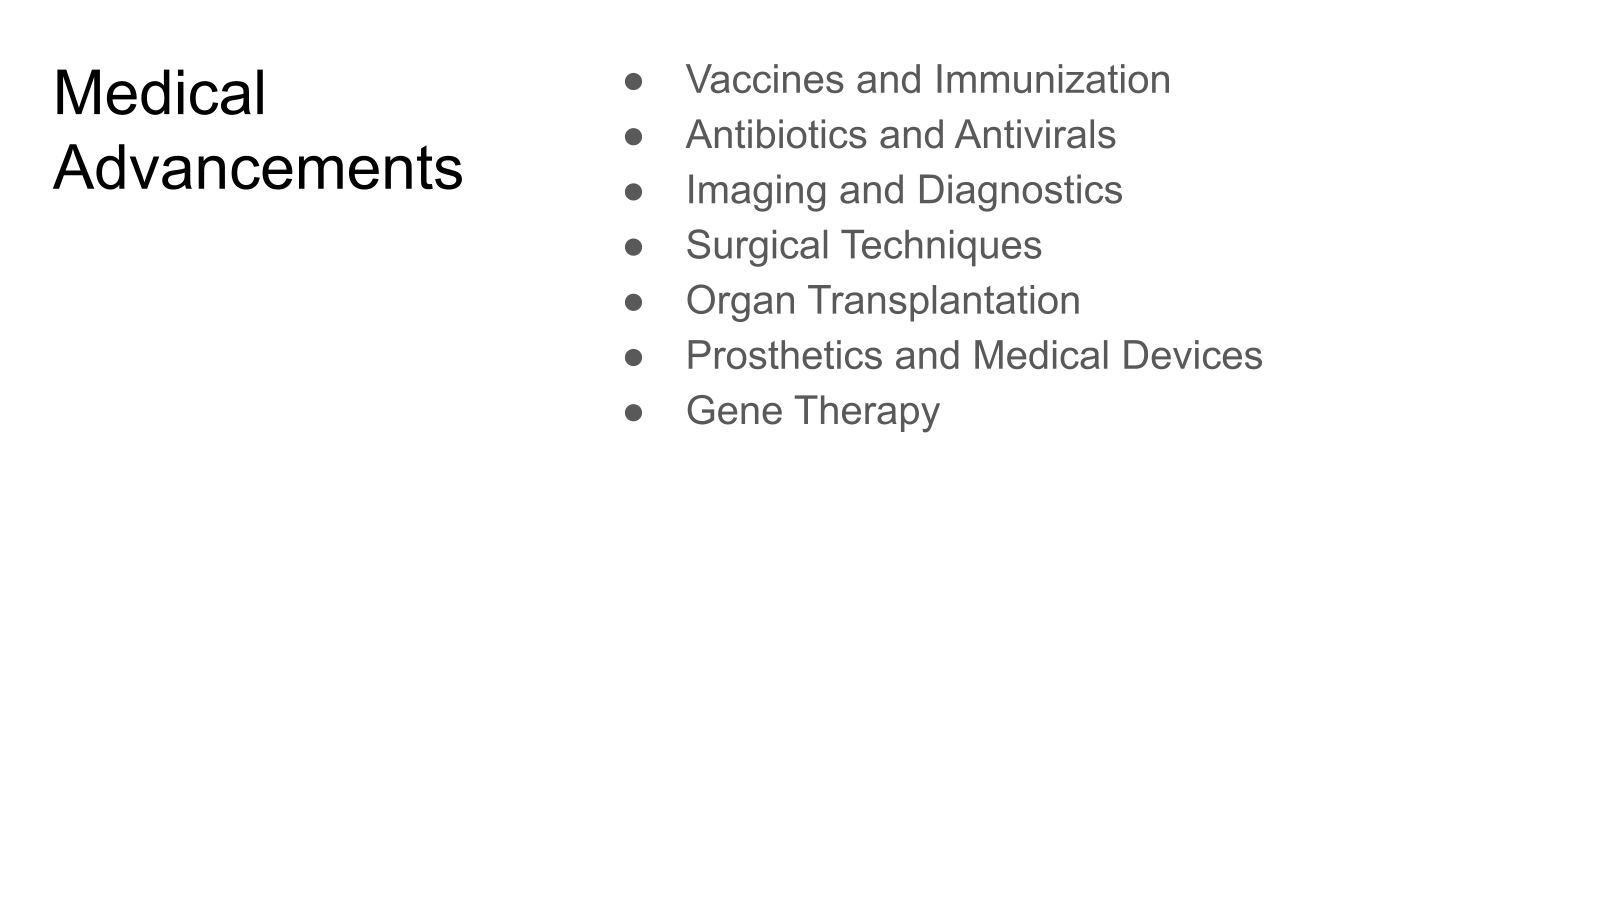 Medical
Advancements
● Vaccines and Immunization
● Antibiotics and Antivirals
● Imaging and Diagnostics
● Surgical Techniques
● Organ Transplantation
● Prosthetics and Medical Devices
● Gene Therapy